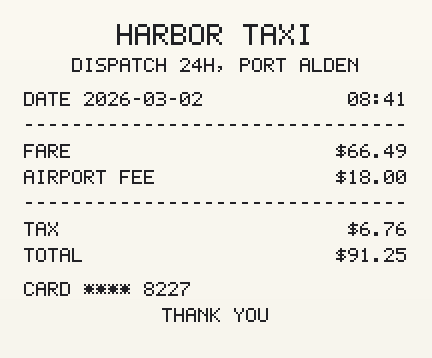 HARBOR TAXI
DISPATCH 24H, PORT ALDEN
DATE 2026-03-02 08:41
--------------------------------
FARE $66.49
AIRPORT FEE $18.00
--------------------------------
TAX $6.76
TOTAL $91.25
CARD **** 8227
THANK YOU